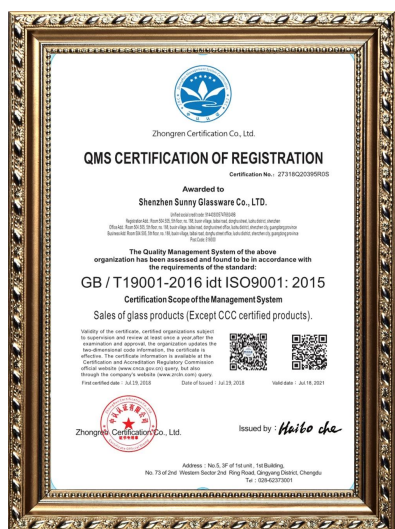 Zhongren Certification Co., Ltd.
QMS CERTIFICATION OF REGISTRATION
Certification No.: 27318Q20395R0S
Awarded to
Shenzhen Sunny Glassware Co., LTD.
The Quality Management System of the above
organization has been assessed and found to be in accordance with
the requirements of the standard:
GB / T19001-2016 idt ISO9001: 2015
Certification Scope of the Management System
Sales of glass products (Except CCC certified products).
Validity of the certificate, certified organizations subject
to supervision and review at least once a year,after the
examination and approval, the organization updates the
two-dimensional code information, the certificate is
effective. The certificate information is available at the
Certification and Accreditation Regulatory Commission
official website (www.cnca.gov.cn) query, but also
through the company's website (www.zrcln.com) query.
First certified date : Jul.19, 2018 Date of Issued : Jul.19, 2018 Valid date : Jul 18, 2021
Zhongren Certification Co., Ltd.
Issued by : Haibo che
Address : No.5, 3F of 1st unit , 1st Building,
No. 73 of 2nd Western Sector 2nd Ring Road, Qingyang District, Chengdu
Tel : 028-62373001